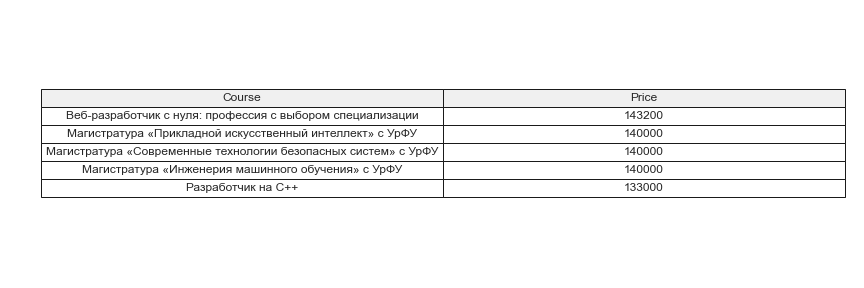 Course Price
Веб-разработчик с нуля: профессия с выбором специализации 143200
Магистратура «Прикладной искусственный интеллект» с УрФУ 140000
Магистратура «Современные технологии безопасных систем» с УрФУ 140000
Магистратура «Инженерия машинного обучения» с УрФУ 140000
Разработчик на C++ 133000